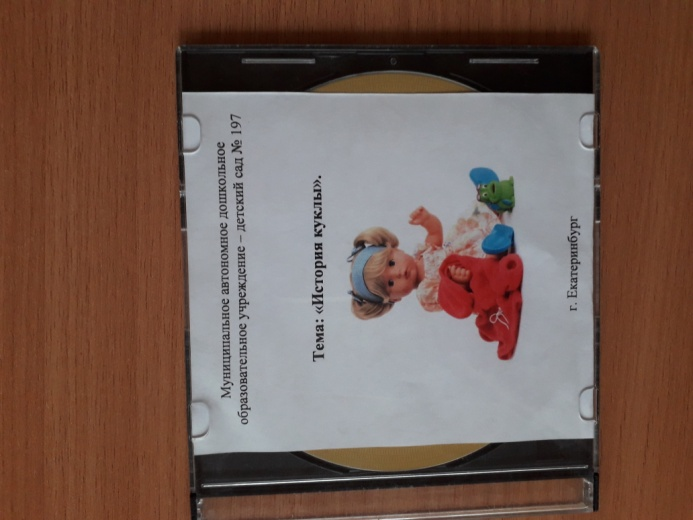 Муниципальное автономное дошкольное
образовательное учреждение – детский сад № 197
Тема: «История куклы».
г. Екатеринбург